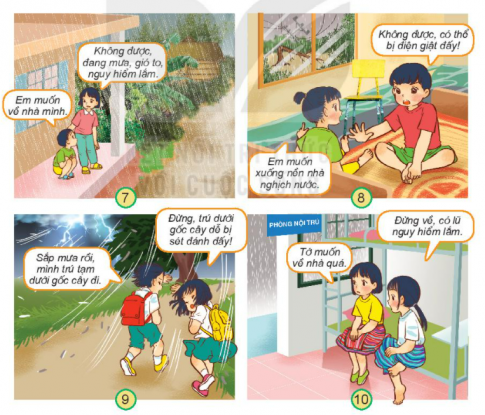 Không được,
đang mưa, gió to,
nguy hiểm lắm.
Em muốn
về nhà mình.
7
Không được, có thể
bị điện giật đấy!
Em muốn
xuống nền nhà
nghịch nước.
8
Đừng, trú dưới
gốc cây dễ bị
sét đánh đấy!
Sắp mưa rồi,
mình trú tạm
dưới gốc cây đi.
9
PHÒNG NỘI TRÚ
Đừng về, có lũ
nguy hiểm lắm.
Tớ muốn
về nhà quá.
10